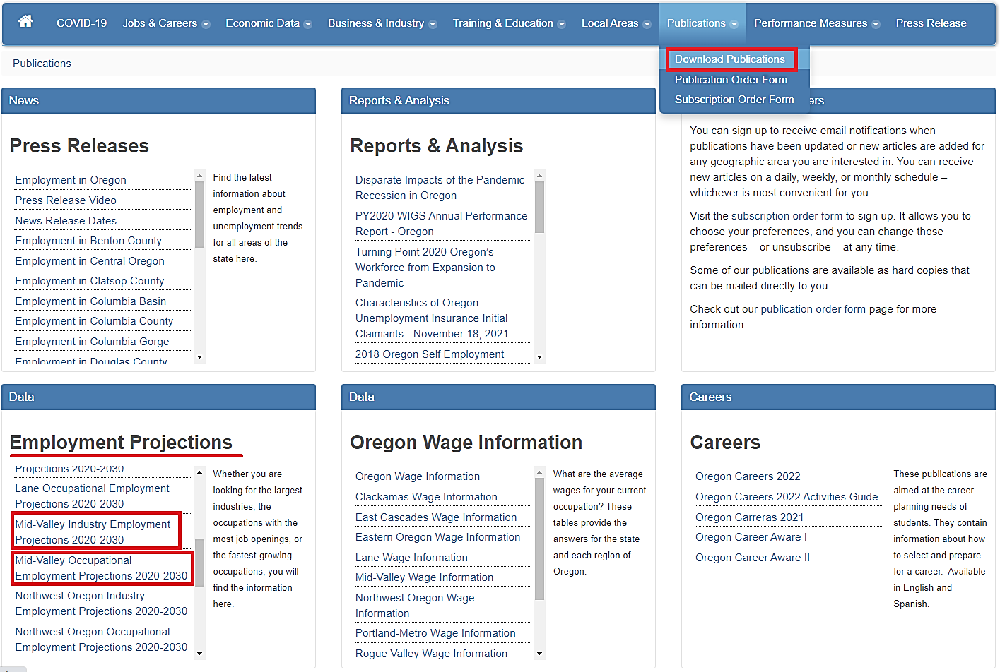 COVID-19 Jobs & Careers Economic Data Business & Industry Training & Education Local Areas Publications Performance Measures Press Release
Download Publications
Publication Order Form
Subscription Order Form
Publications
News
Press Releases
Employment in Oregon
Press Release Video
News Release Dates
Employment in Benton County
Employment in Central Oregon
Employment in Clatsop County
Employment in Columbia Basin
Employment in Columbia County
Employment in Columbia Gorge
Employment in Douglas County
Find the latest
information about
employment and
unemployment trends
for all areas of the
state here.
Reports & Analysis
Reports & Analysis
Disparate Impacts of the Pandemic
Recession in Oregon
PY2020 WIGS Annual Performance
Report - Oregon
Turning Point 2020 Oregon's
Workforce from Expansion to
Pandemic
Characteristics of Oregon
Unemployment Insurance Initial
Claimants - November 18, 2021
2018 Oregon Self Employment
ers
You can sign up to receive email notifications when
publications have been updated or new articles are added for
any geographic area you are interested in. You can receive
new articles on a daily, weekly, or monthly schedule –
whichever is most convenient for you.
Visit the subscription order form to sign up. It allows you to
choose your preferences, and you can change those
preferences – or unsubscribe – at any time.
Some of our publications are available as hard copies that
can be mailed directly to you.
Check out our publication order form page for more
information.
Data
Employment Projections
Projections 2020-2030
Lane Occupational Employment
Projections 2020-2030
Mid-Valley Industry Employment
Projections 2020-2030
Mid-Valley Occupational
Employment Projections 2020-2030
Northwest Oregon Industry
Employment Projections 2020-2030
Northwest Oregon Occupational
Employment Projections 2020-2030
Whether you are
looking for the largest
industries, the
occupations with the
most job openings, or
the fastest-growing
occupations, you will
find the information
here.
Data
Oregon Wage Information
Oregon Wage Information
Clackamas Wage Information
East Cascades Wage Information
Eastern Oregon Wage Information
Lane Wage Information
Mid-Valley Wage Information
Northwest Oregon Wage
Information
Portland-Metro Wage Information
Rogue Valley Wage Information
What are the average
wages for your current
occupation? These
tables provide the
answers for the state
and each region of
Oregon.
Careers
Careers
Oregon Careers 2022
Oregon Careers 2022 Activities Guide
Oregon Carreras 2021
Oregon Career Aware I
Oregon Career Aware II
These publications are
aimed at the career
planning needs of
students. They contain
information about how
to select and prepare
for a career. Available
in English and
Spanish.